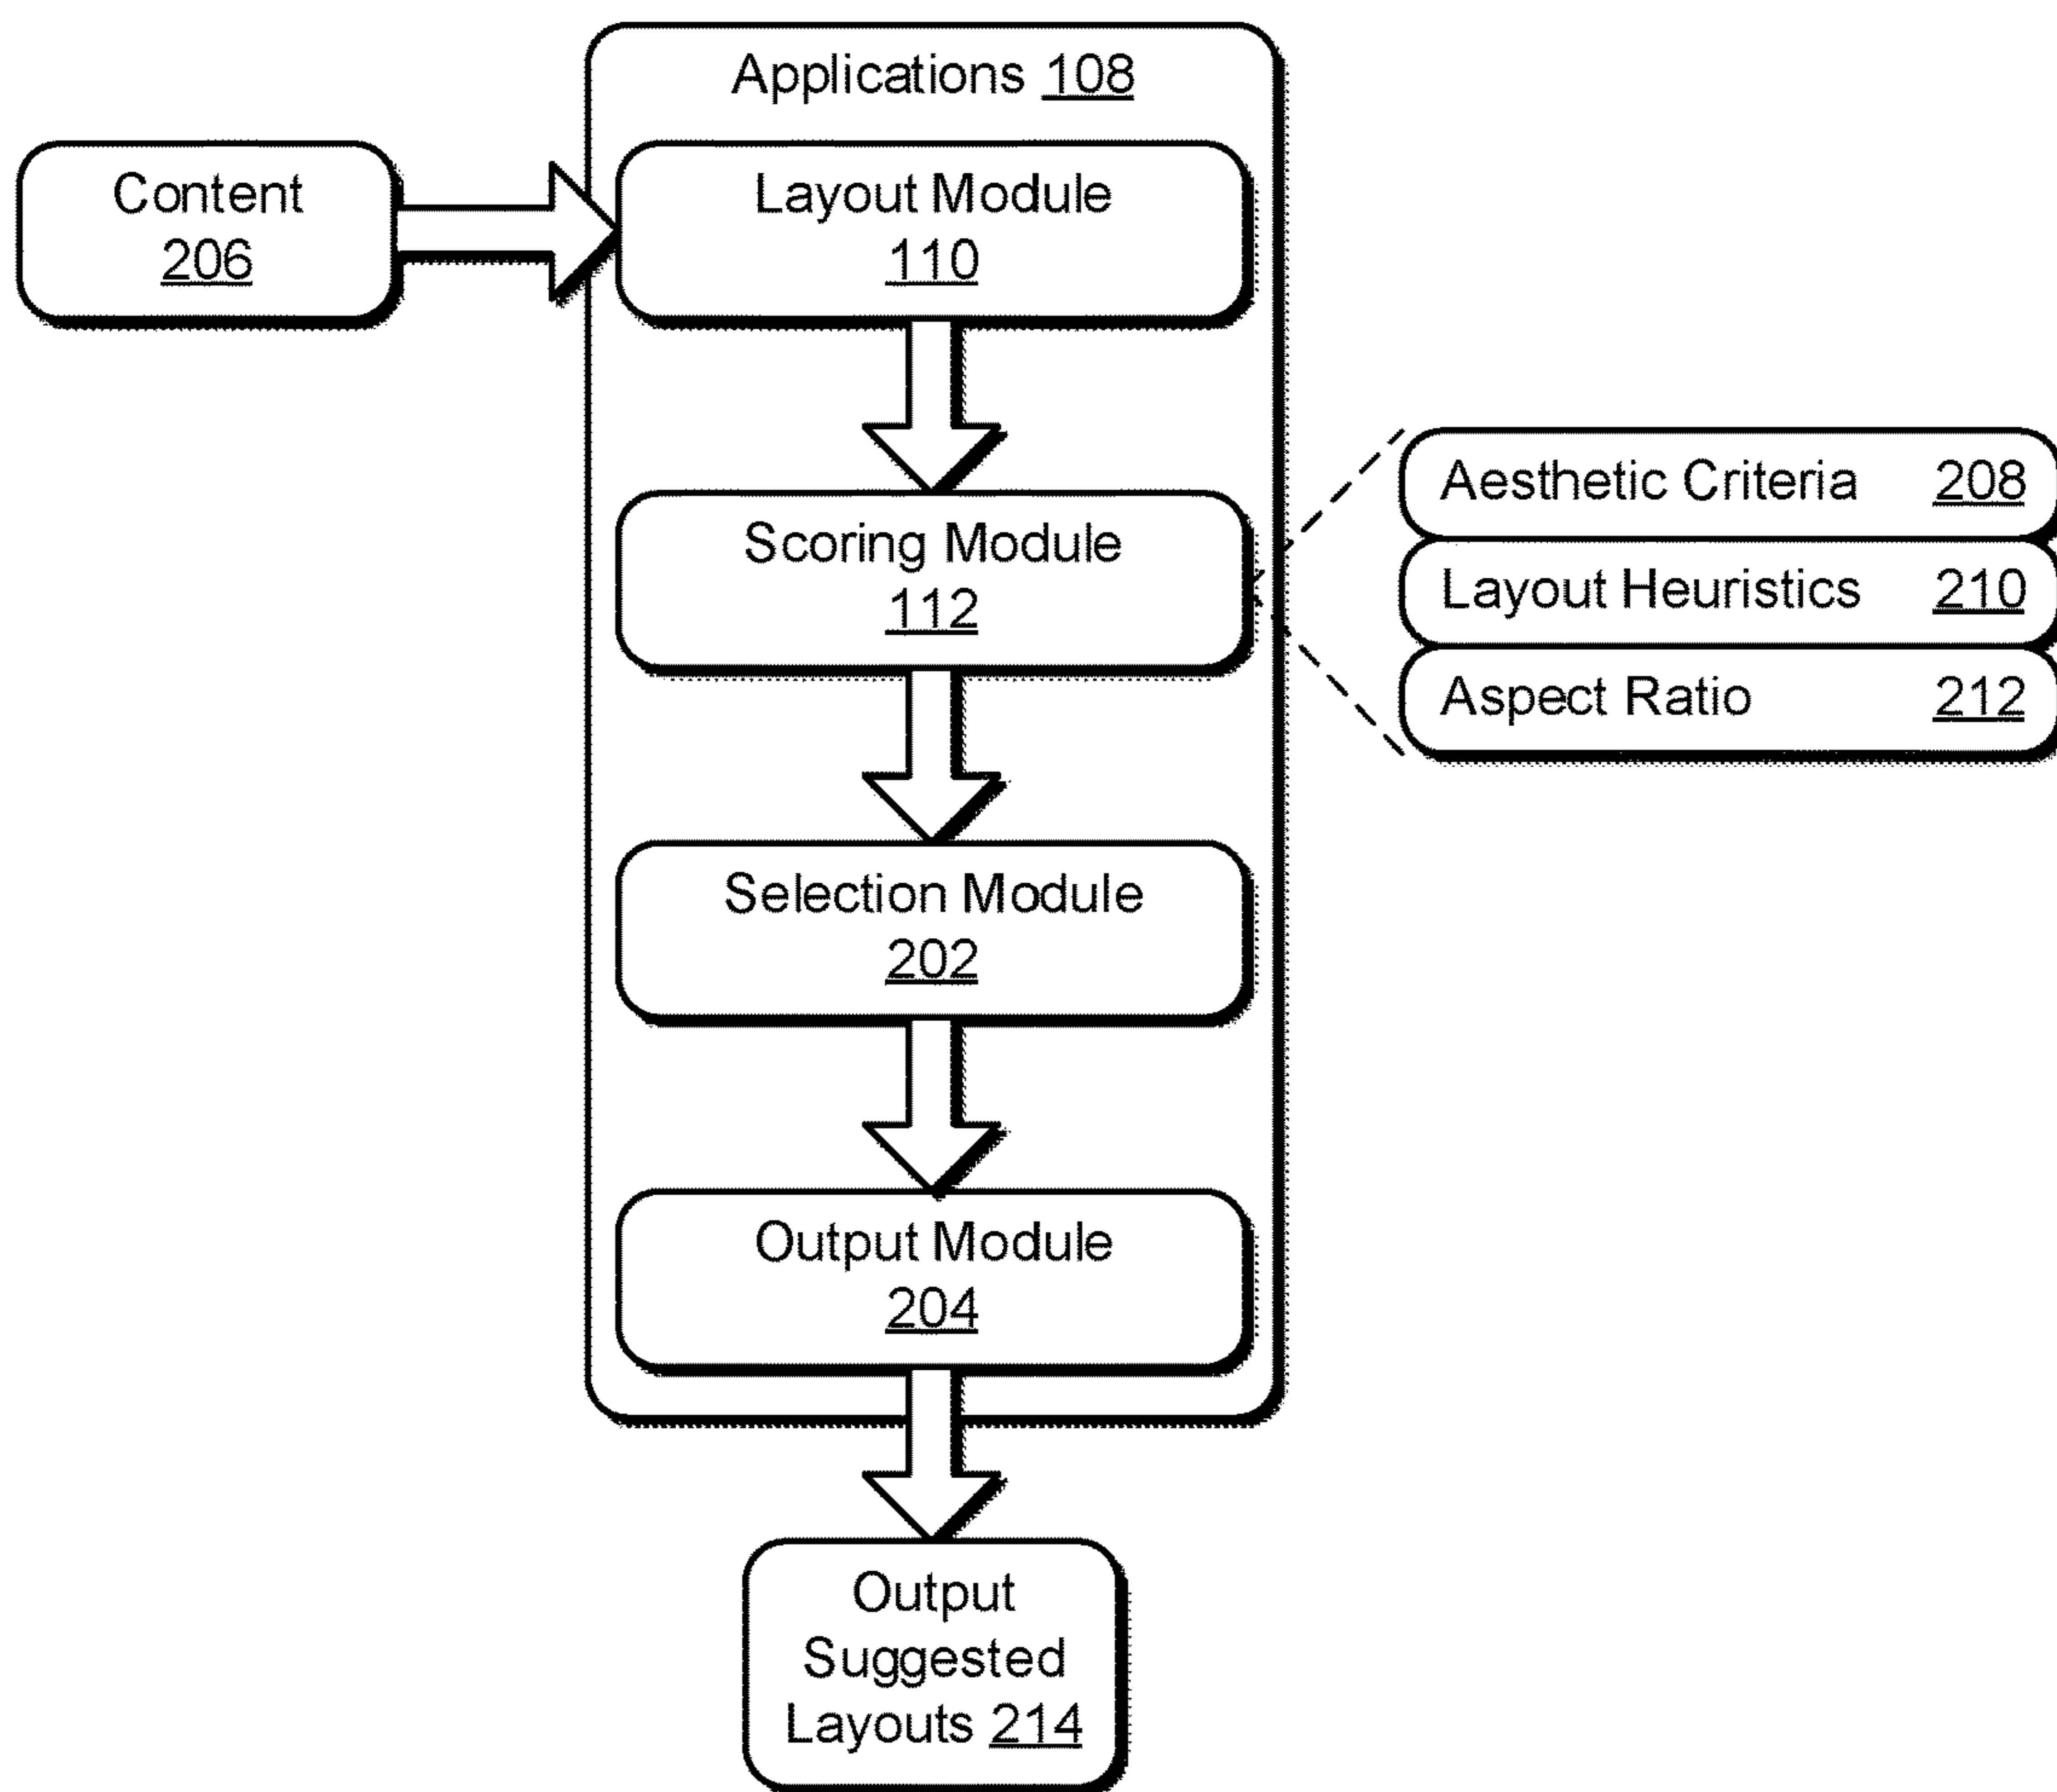 Applications 108
Content
206
Layout Module
110
Scoring Module
112
Aesthetic Criteria 208
Layout Heuristics 210
Aspect Ratio 212
Selection Module
202
Output Module
204
Output
Suggested
Layouts 214